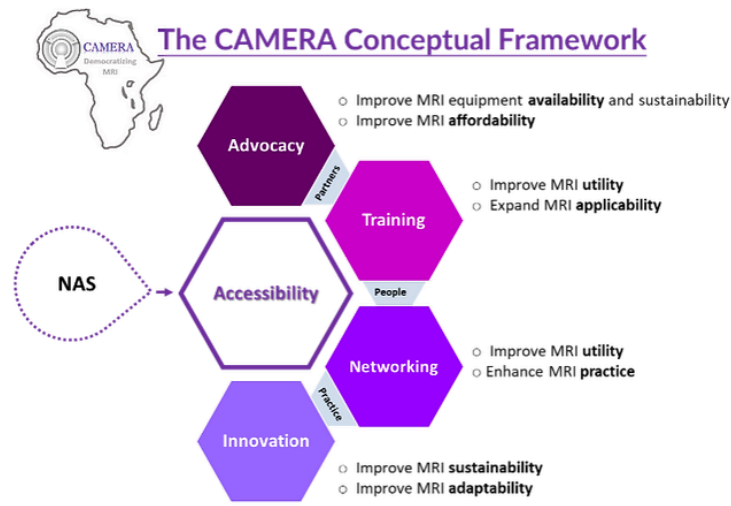 The CAMERA Conceptual Framework
CAMERA
Democratizing
MRI
Advocacy
○ Improve MRI equipment availability and sustainability
○ Improve MRI affordability
Partners
Training
○ Improve MRI utility
○ Expand MRI applicability
NAS
Accessibility
People
Networking
○ Improve MRI utility
○ Enhance MRI practice
Practice
Innovation
○ Improve MRI sustainability
○ Improve MRI adaptability